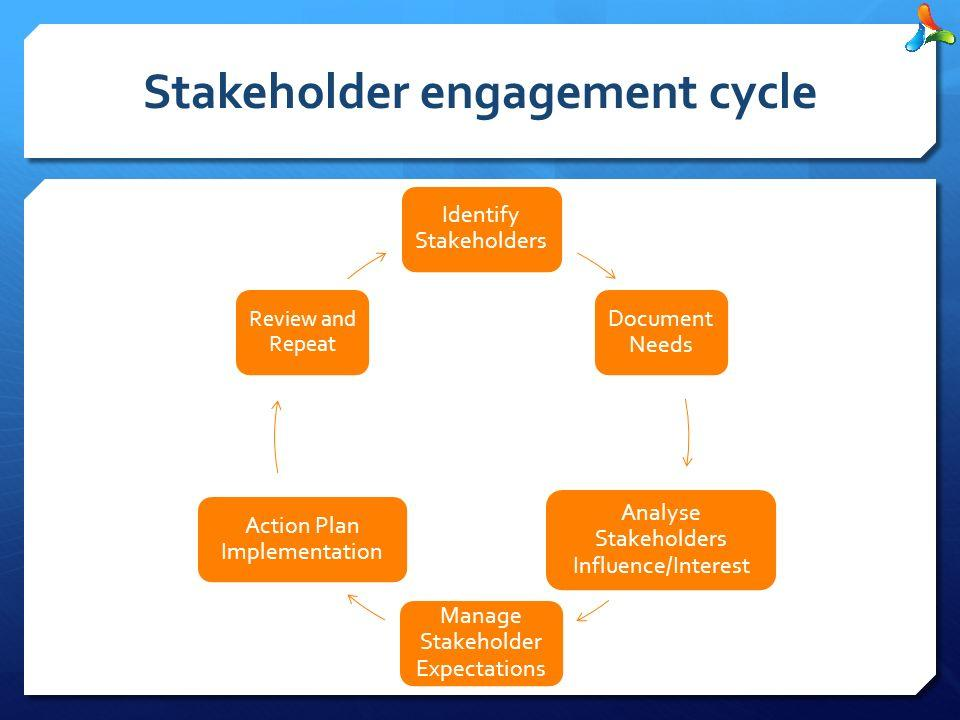 Stakeholder engagement cycle
Identify
Stakeholders
Document
Needs
Analyse
Stakeholders
Influence/Interest
Manage
Stakeholder
Expectations
Action Plan
Implementation
Review and
Repeat